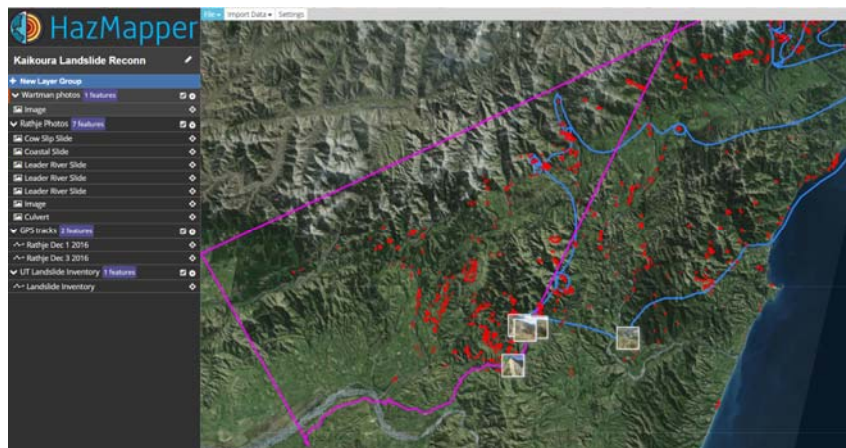 HazMapper
File
Import Data
Settings
Kaikoura Landslide Reconn
New Layer Group
Wartman photos 1 features
Image
Rathje Photos 7 features
Cow Slip Slide
Coastal Slide
Leader River Slide
Leader River Slide
Leader River Slide
Image
Culvert
GPS tracks 2 features
Rathje Dec 1 2016
Rathje Dec 3 2016
UT Landslide Inventory 1 features
Landslide Inventory